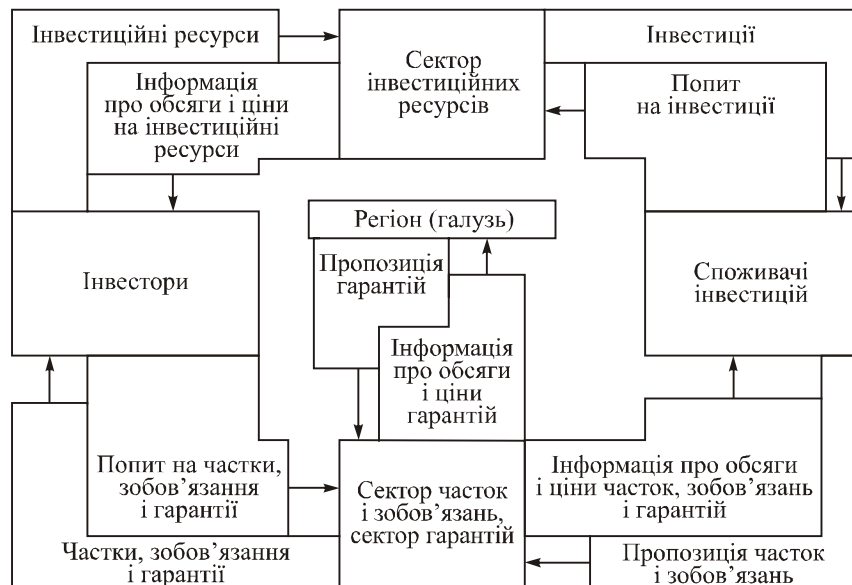 Інвестиційні ресурси
Інформація
про обсяги і ціни
на інвестиційні
ресурси
Сектор
інвестиційних
ресурсів
Інвестиції
Попит
на інвестиції
Інвестори
Регіон (галузь)
Пропозиція
гарантій
Інформація
про обсяги
і ціни
гарантій
Споживачі
інвестицій
Попит на частки,
зобов’язання
і гарантії
Частки, зобов’язання
і гарантії
Сектор часток
і зобов’язань,
сектор гарантій
Інформація про обсяги
і ціни часток, зобов’язань
і гарантій
Пропозиція часток
і зобов’язань